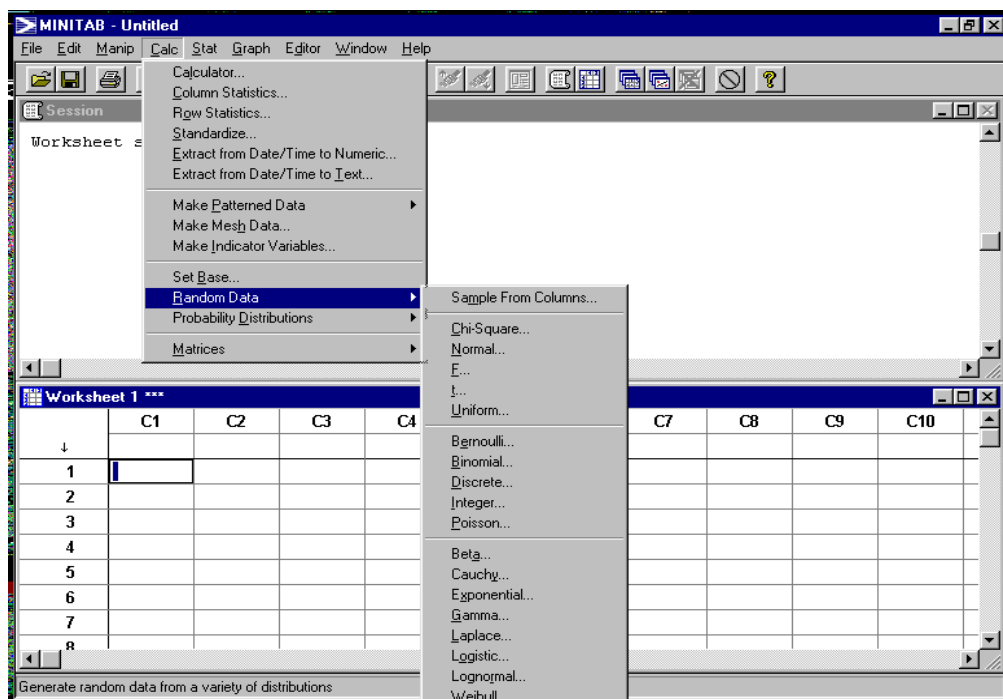 MINITAB - Untitled
File Edit Manip Calc Stat Graph Editor Window Help
Calculator...
Column Statistics...
Row Statistics...
Standardize...
Extract from Date/Time to Numeric...
Extract from Date/Time to Text...
Make Patterned Data
Make Mesh Data...
Make Indicator Variables...
Set Base...
Random Data
Probability Distributions
Matrices
Sample From Columns...
Chi-Square...
Normal...
F...
t...
Uniform...
Bernoulli...
Binomial...
Discrete...
Integer...
Poisson...
Beta...
Cauchy...
Exponential...
Gamma...
Laplace...
Logistic...
Lognormal...
Weibull...
Session
Worksheet s
Worksheet 1 ***
C1 C2 C3 C4 C7 C8 C9 C10
↓
1
2
3
4
5
6
7
8
Generate random data from a variety of distributions